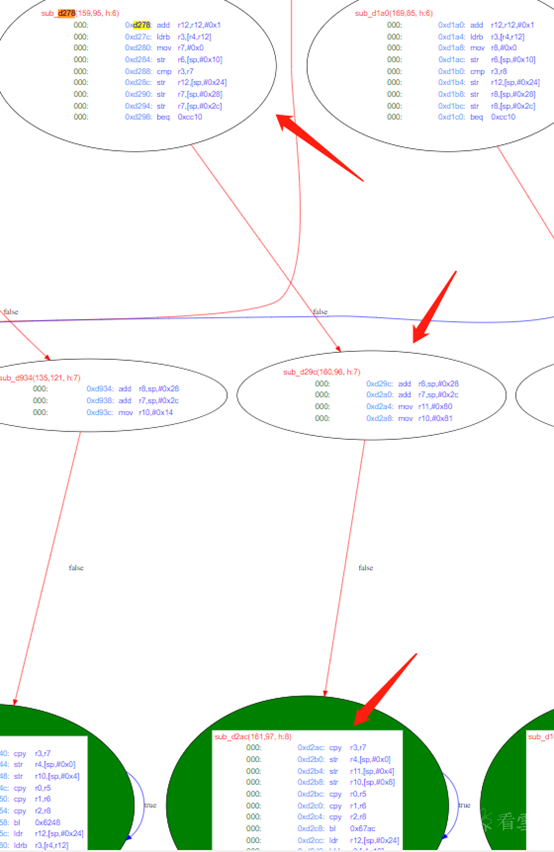 sub_d278(159,95, h:6)
000: 0xd278: add r12,r12,#0x1
000: 0xd27c: ldrb r3,[r4,r12]
000: 0xd280: mov r7,#0x0
000: 0xd284: str r6,[sp,#0x10]
000: 0xd288: cmp r3,r7
000: 0xd28c: str r12,[sp,#0x24]
000: 0xd290: str r7,[sp,#0x28]
000: 0xd294: str r7,[sp,#0x2c]
000: 0xd298: beq 0xcc10
sub_d1a0(169,85, h:6)
000: 0xd1a0: add r12,r12,#0x1
000: 0xd1a4: ldrb r3,[r4,r12]
000: 0xd1a8: mov r8,#0x0
000: 0xd1ac: str r6,[sp,#0x10]
000: 0xd1b0: cmp r3,r8
000: 0xd1b4: str r12,[sp,#0x24]
000: 0xd1b8: str r8,[sp,#0x28]
000: 0xd1bc: str r8,[sp,#0x2c]
000: 0xd1c0: beq 0xcc10
false
false
sub_d934(135,121, h:7)
000: 0xd934: add r8,sp,#0x28
000: 0xd938: add r7,sp,#0x2c
000: 0xd93c: mov r10,#0x14
sub_d29c(160,96, h:7)
000: 0xd29c: add r8,sp,#0x28
000: 0xd2a0: add r7,sp,#0x2c
000: 0xd2a4: mov r11,#0x80
000: 0xd2a8: mov r10,#0x81
false
false
40: cpy r3,r7
44: str r4,[sp,#0x0]
48: str r10,[sp,#0x4]
4c: cpy r0,r5
50: cpy r1,r6
54: cpy r2,r8
58: bl 0x6248
5c: ldr r12,[sp,#0x24]
60: ldrb r3,[r4,r12]
true
sub_d2ac(161,97, h:8)
000: 0xd2ac: cpy r3,r7
000: 0xd2b0: str r4,[sp,#0x0]
000: 0xd2b4: str r11,[sp,#0x4]
000: 0xd2b8: str r10,[sp,#0x8]
000: 0xd2bc: cpy r0,r5
000: 0xd2c0: cpy r1,r6
000: 0xd2c4: cpy r2,r8
000: 0xd2c8: bl 0x67ac
000: 0xd2cc: ldr r12,[sp,#0x24]
true
sub_d1
看雪